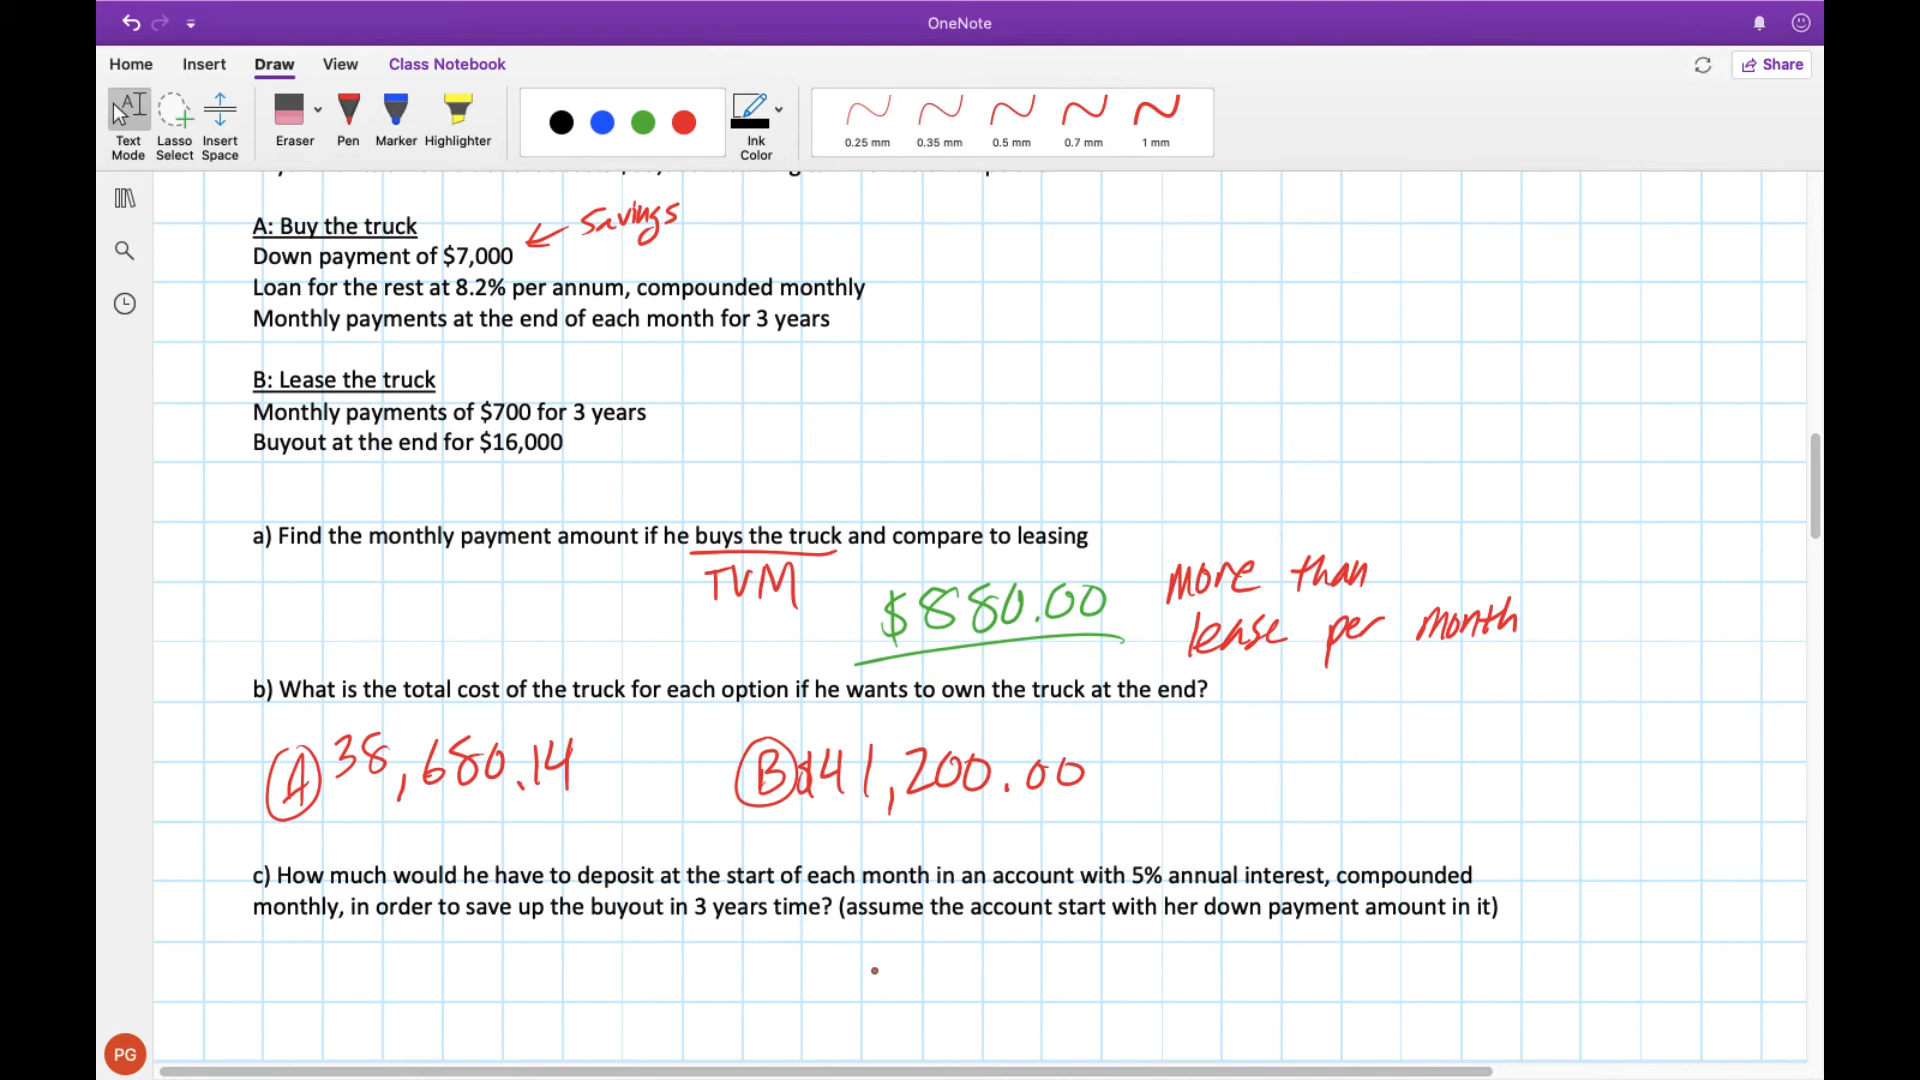 OneNote
Home Insert Draw View Class Notebook
Share
Text Mode
Lasso Select
Insert Space
Eraser
Pen
Marker
Highlighter
Ink Color
0.25 mm
0.35 mm
0.5 mm
0.7 mm
1 mm
A: Buy the truck
Savings
Down payment of $7,000
Loan for the rest at 8.2% per annum, compounded monthly
Monthly payments at the end of each month for 3 years
B: Lease the truck
Monthly payments of $700 for 3 years
Buyout at the end for $16,000
a) Find the monthly payment amount if he buys the truck and compare to leasing
TVM
$880.00
More than
lease per month
b) What is the total cost of the truck for each option if he wants to own the truck at the end?
A 38,680.14
B $41,200.00
c) How much would he have to deposit at the start of each month in an account with 5% annual interest, compounded
monthly, in order to save up the buyout in 3 years time? (assume the account start with her down payment amount in it)
PG